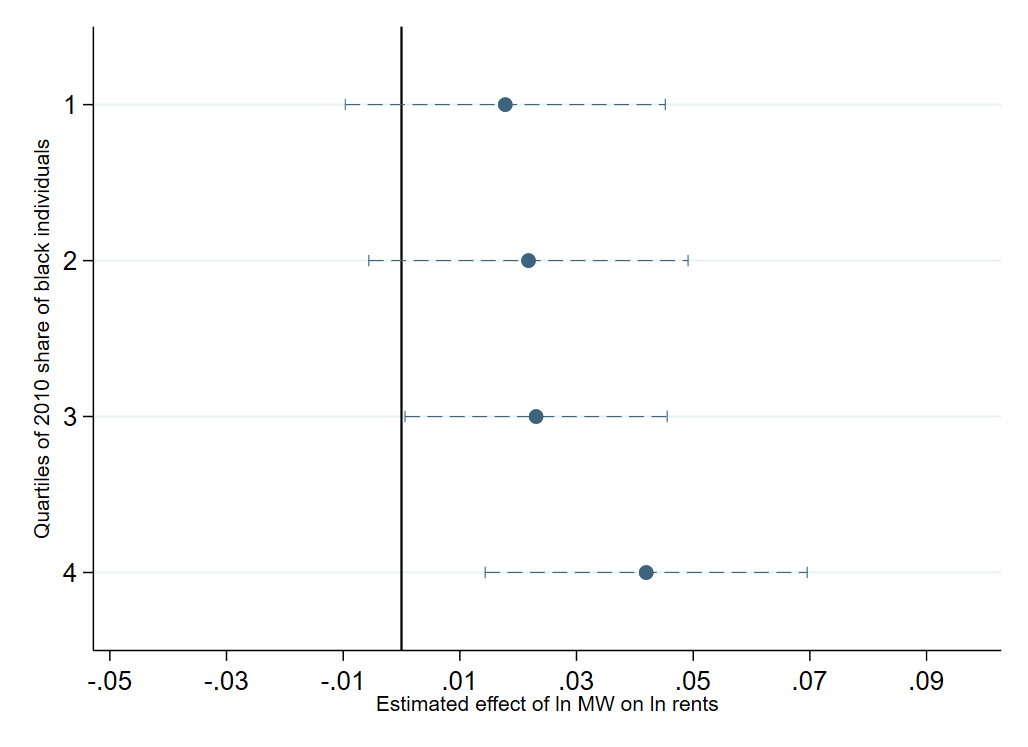 Quartiles of 2010 share of black individuals
1
2
3
4
-.05 -.03 -.01 .01 .03 .05 .07 .09
Estimated effect of ln MW on ln rents